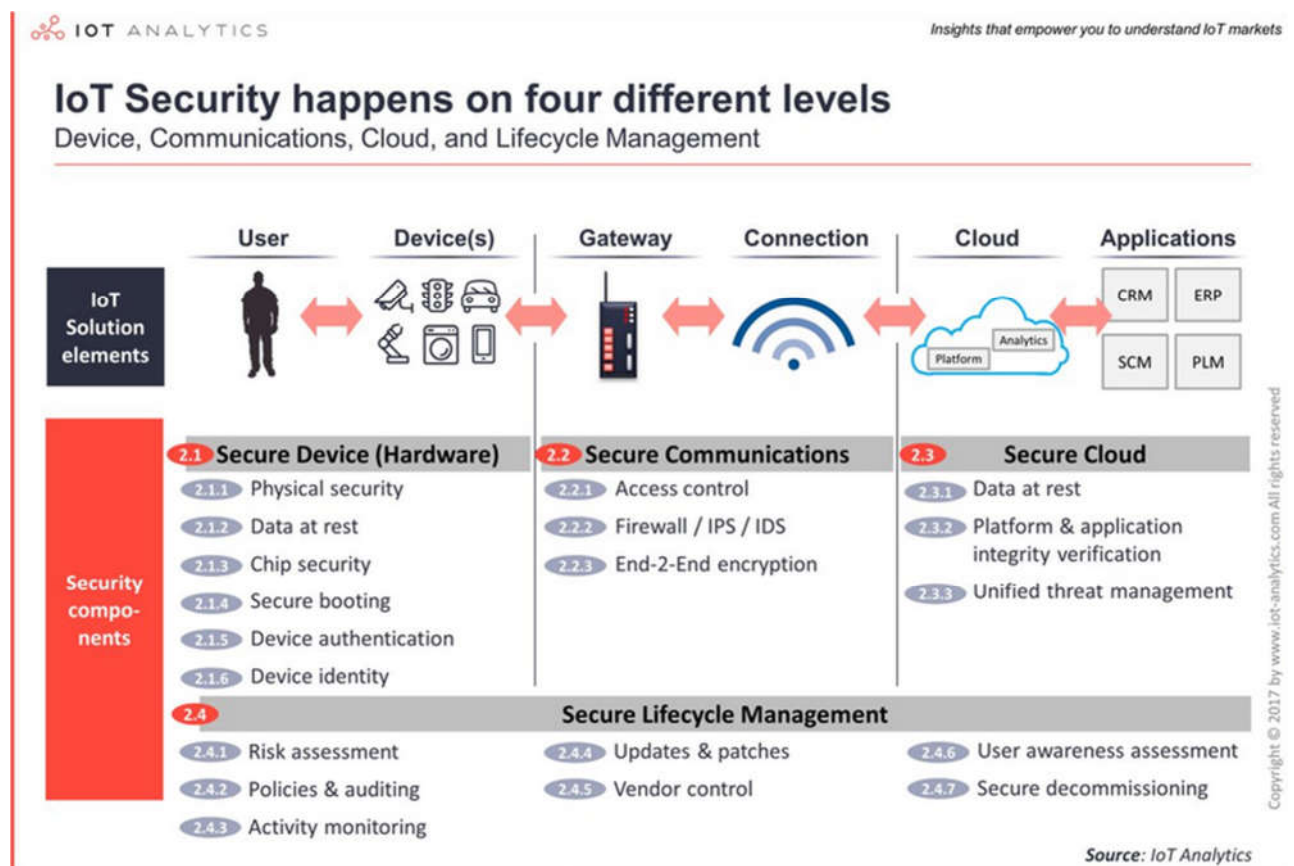 IOT ANALYTICS
Insights that empower you to understand IoT markets
IoT Security happens on four different levels
Device, Communications, Cloud, and Lifecycle Management
User
Device(s)
Gateway
Connection
Cloud
Applications
IoT
Solution
elements
Platform
Analytics
CRM
ERP
SCM
PLM
Security
compo-
nents
2.1 Secure Device (Hardware)
2.1.1 Physical security
2.1.2 Data at rest
2.1.3 Chip security
2.1.4 Secure booting
2.1.5 Device authentication
2.1.6 Device identity
2.2 Secure Communications
2.2.1 Access control
2.2.2 Firewall / IPS / IDS
2.2.3 End-2-End encryption
2.3 Secure Cloud
2.3.1 Data at rest
2.3.2 Platform & application
integrity verification
2.3.3 Unified threat management
2.4 Secure Lifecycle Management
2.4.1 Risk assessment
2.4.2 Policies & auditing
2.4.3 Activity monitoring
2.4.4 Updates & patches
2.4.5 Vendor control
2.4.6 User awareness assessment
2.4.7 Secure decommissioning
Copyright © 2017 by www.iot-analytics.com All rights reserved
Source: IoT Analytics